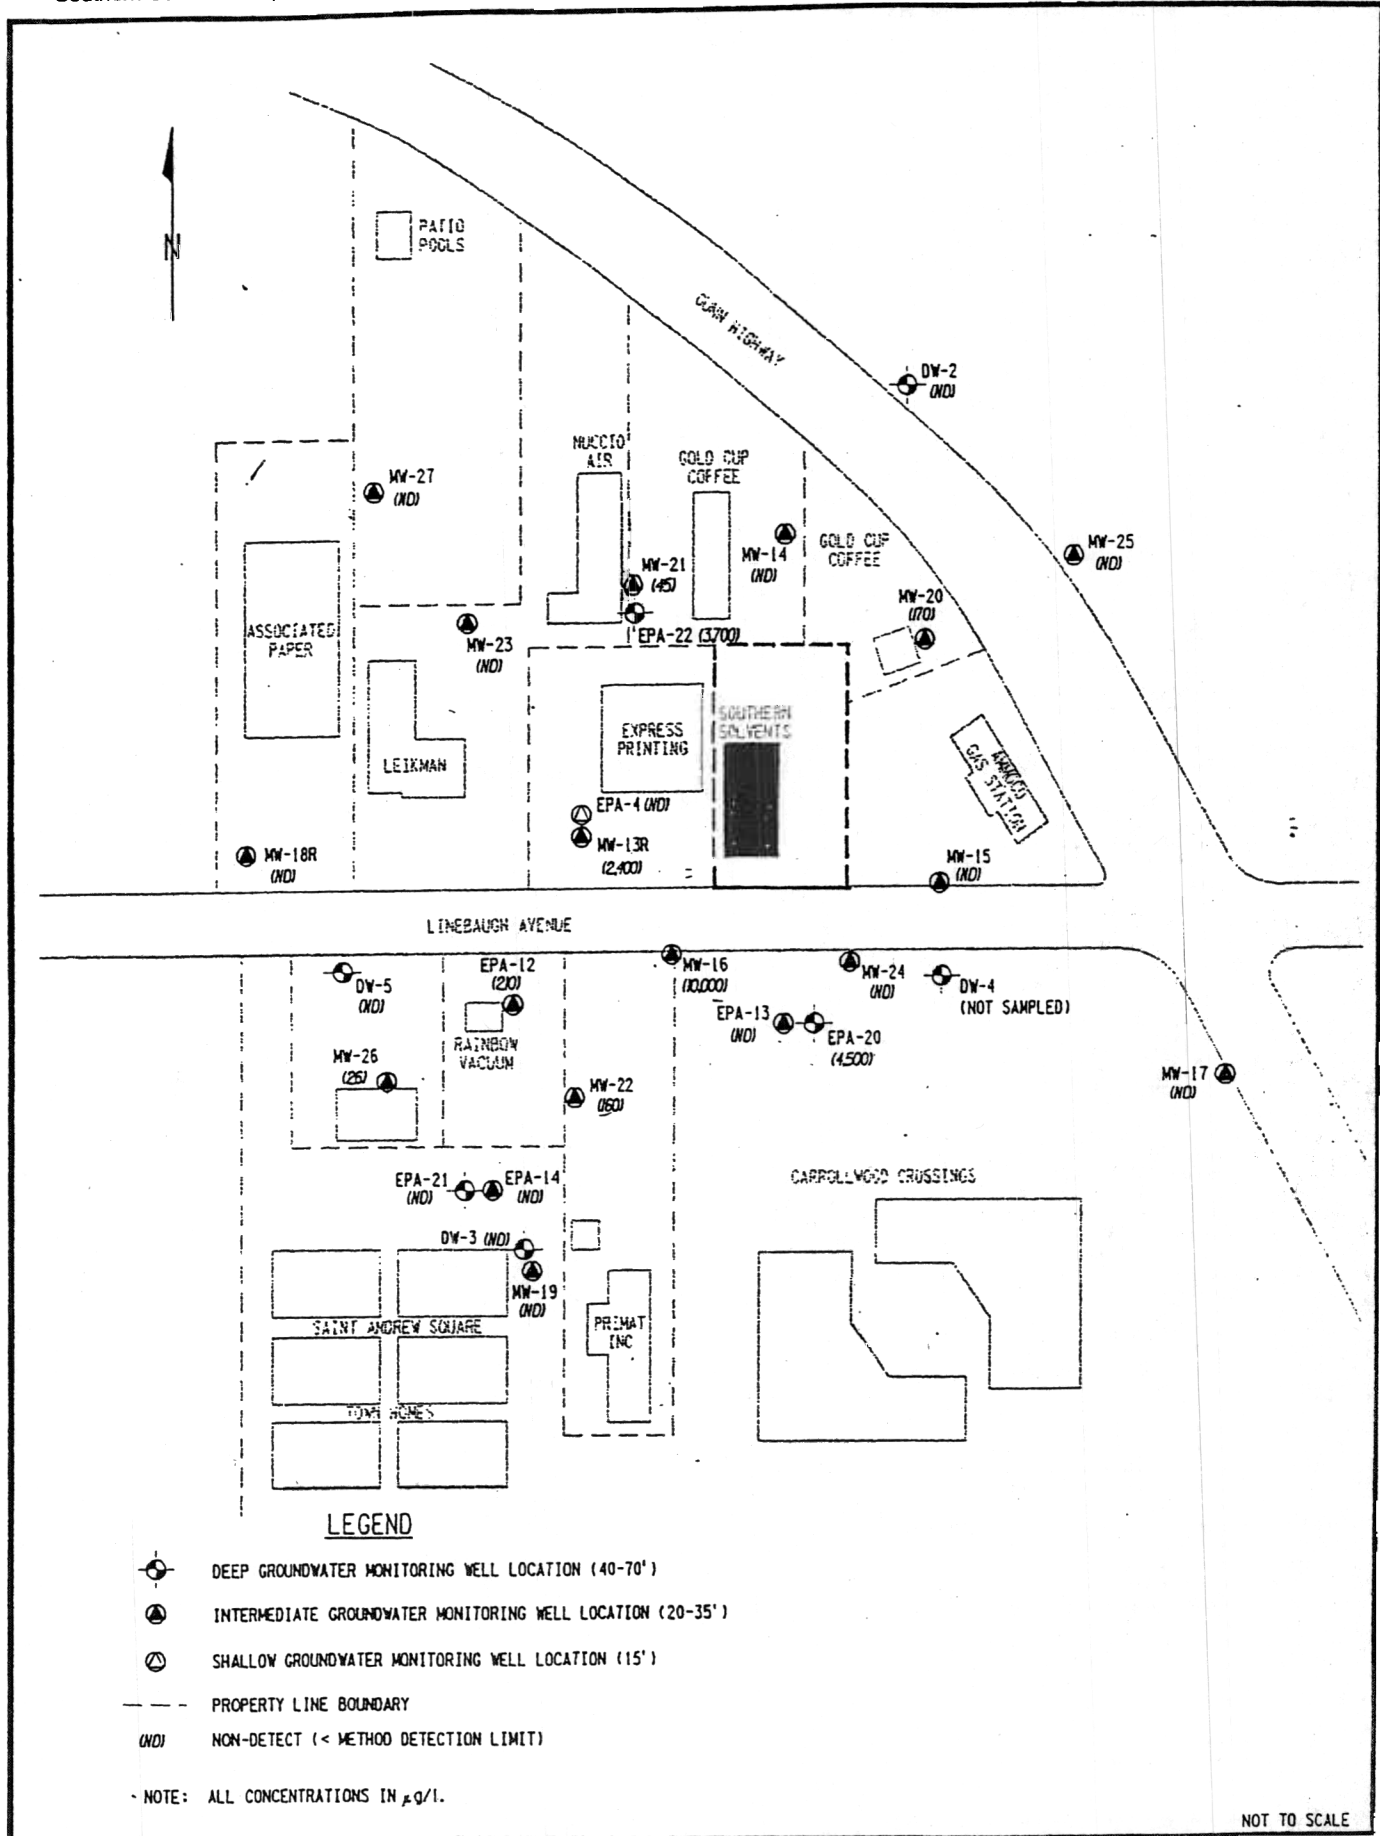 N
PATIO
POOLS
GUNN HIGHWAY
DW-2
(ND)
NUCCIO
AIR
GOLD CUP
COFFEE
MW-27
(ND)
MW-14
(ND)
GOLD CUP
COFFEE
MW-25
(ND)
MW-21
(45)
MW-20
(170)
EPA-22 (3,700)
ASSOCIATED
PAPER
MW-23
(ND)
SOUTHERN
SOLVENTS
EXPRESS
PRINTING
LEIKMAN
AMMOCO
GAS STATION
EPA-4 (ND)
MW-13R
(2,400)
MW-18R
(ND)
MW-15
(ND)
LINEBAUGH AVENUE
DW-5
(ND)
EPA-12
(210)
MW-16
(10,000)
MW-24
(ND)
DW-4
(NOT SAMPLED)
EPA-13
(ND)
EPA-20
(4,500)
RAINBOW
VACUUM
MW-26
(26)
MW-22
(160)
MW-17
(ND)
EPA-21
(ND)
EPA-14
(ND)
CARROLLWOOD CROSSINGS
DW-3 (ND)
MW-19
(ND)
SAINT ANDREW SQUARE
PRIMAT
INC
TOWN HOMES
LEGEND
DEEP GROUNDWATER MONITORING WELL LOCATION (40-70')
INTERMEDIATE GROUNDWATER MONITORING WELL LOCATION (20-35')
SHALLOW GROUNDWATER MONITORING WELL LOCATION (15')
PROPERTY LINE BOUNDARY
(ND) NON-DETECT (< METHOD DETECTION LIMIT)
NOTE: ALL CONCENTRATIONS IN µg/l.
NOT TO SCALE